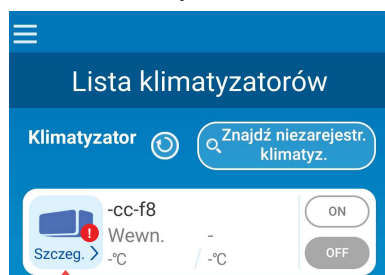 Lista klimatyzatorów
Klimatyzator
Znajdź niezarejestr.
klimatyz.
-cc-f8
ON
Wewn. -
Szczeg. > -°C / -°C
OFF